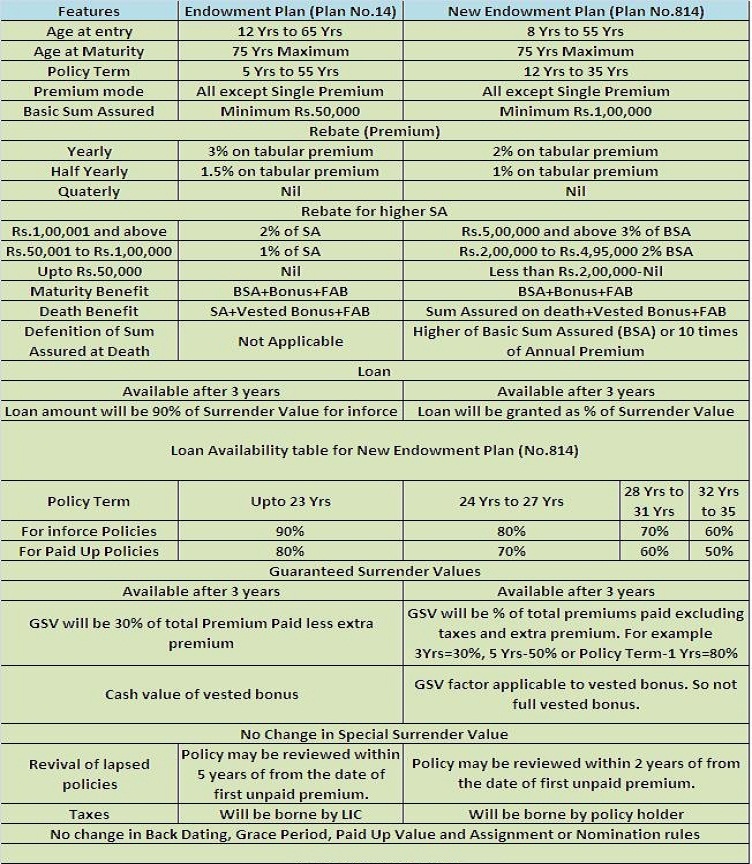 Features Endowment Plan (Plan No.14) New Endowment Plan (Plan No.814)
Age at entry 12 Yrs to 65 Yrs 8 Yrs to 55 Yrs
Age at Maturity 75 Yrs Maximum 75 Yrs Maximum
Policy Term 5 Yrs to 55 Yrs 12 Yrs to 35 Yrs
Premium mode All except Single Premium All except Single Premium
Basic Sum Assured Minimum Rs.50,000 Minimum Rs.1,00,000
Rebate (Premium)
Yearly 3% on tabular premium 2% on tabular premium
Half Yearly 1.5% on tabular premium 1% on tabular premium
Quaterly Nil Nil
Rebate for higher SA
Rs.1,00,001 and above 2% of SA Rs.5,00,000 and above 3% of BSA
Rs.50,001 to Rs.1,00,000 1% of SA Rs.2,00,000 to Rs.4,95,000 2% BSA
Upto Rs.50,000 Nil Less than Rs.2,00,000-Nil
Maturity Benefit BSA+Bonus+FAB BSA+Bonus+FAB
Death Benefit SA+Vested Bonus+FAB Sum Assured on death+Vested Bonus+FAB
Defenition of Sum
Assured at Death
Not Applicable
Higher of Basic Sum Assured (BSA) or 10 times
of Annual Premium
Loan
Available after 3 years Available after 3 years
Loan amount will be 90% of Surrender Value for inforce Loan will be granted as % of Surrender Value
Loan Availability table for New Endowment Plan (No.814)
Policy Term Upto 23 Yrs 24 Yrs to 27 Yrs
28 Yrs to
31 Yrs
32 Yrs
to 35
For inforce Policies 90% 80% 70% 60%
For Paid Up Policies 80% 70% 60% 50%
Guaranteed Surrender Values
Available after 3 years Available after 3 years
GSV will be 30% of total Premium Paid less extra
premium
GSV will be % of total premiums paid excluding
taxes and extra premium. For example
3Yrs=30%, 5 Yrs-50% or Policy Term-1 Yrs=80%
Cash value of vested bonus
GSV factor applicable to vested bonus. So not
full vested bonus.
No Change in Special Surrender Value
Revival of lapsed
policies
Policy may be reviewed within
5 years of from the date of
first unpaid premium.
Policy may be reviewed within 2 years of from
the date of first unpaid premium.
Taxes Will be borne by LIC Will be borne by policy holder
No change in Back Dating, Grace Period, Paid Up Value and Assignment or Nomination rules